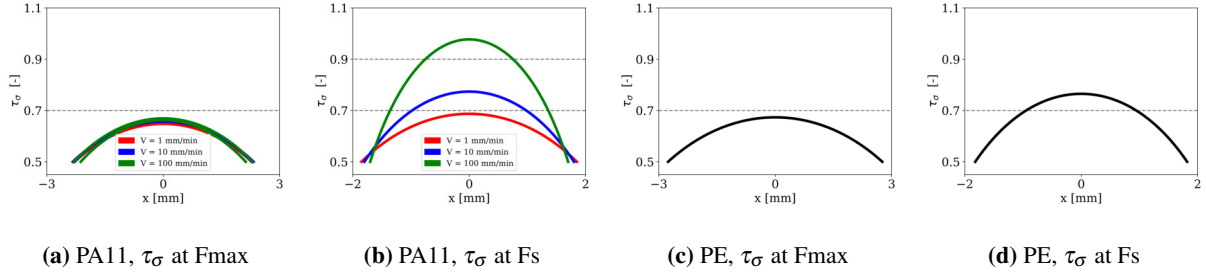 1.1
0.9
0.7
0.5
τσ [-]
−3 0 3
x [mm]
V = 1 mm/min
V = 10 mm/min
V = 100 mm/min
(a) PA11, τσ at Fmax
1.1
0.9
0.7
0.5
τσ [-]
−2 0 2
x [mm]
V = 1 mm/min
V = 10 mm/min
V = 100 mm/min
(b) PA11, τσ at Fs
1.1
0.9
0.7
0.5
τσ [-]
−3 0 3
x [mm]
(c) PE, τσ at Fmax
1.1
0.9
0.7
0.5
τσ [-]
−2 0 2
x [mm]
(d) PE, τσ at Fs